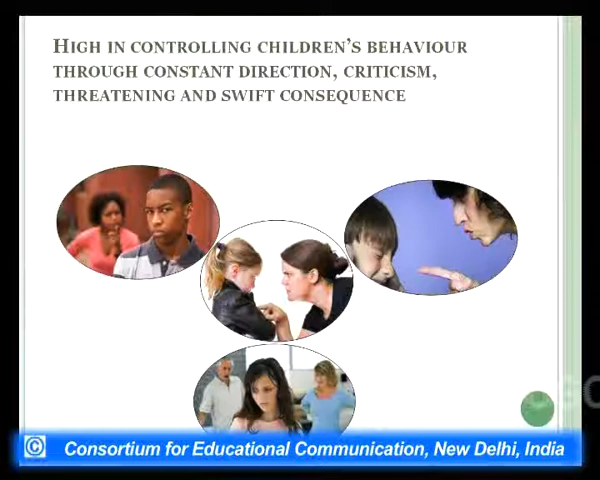 HIGH IN CONTROLLING CHILDREN'S BEHAVIOUR
THROUGH CONSTANT DIRECTION, CRITICISM,
THREATENING AND SWIFT CONSEQUENCE
© Consortium for Educational Communication, New Delhi, India